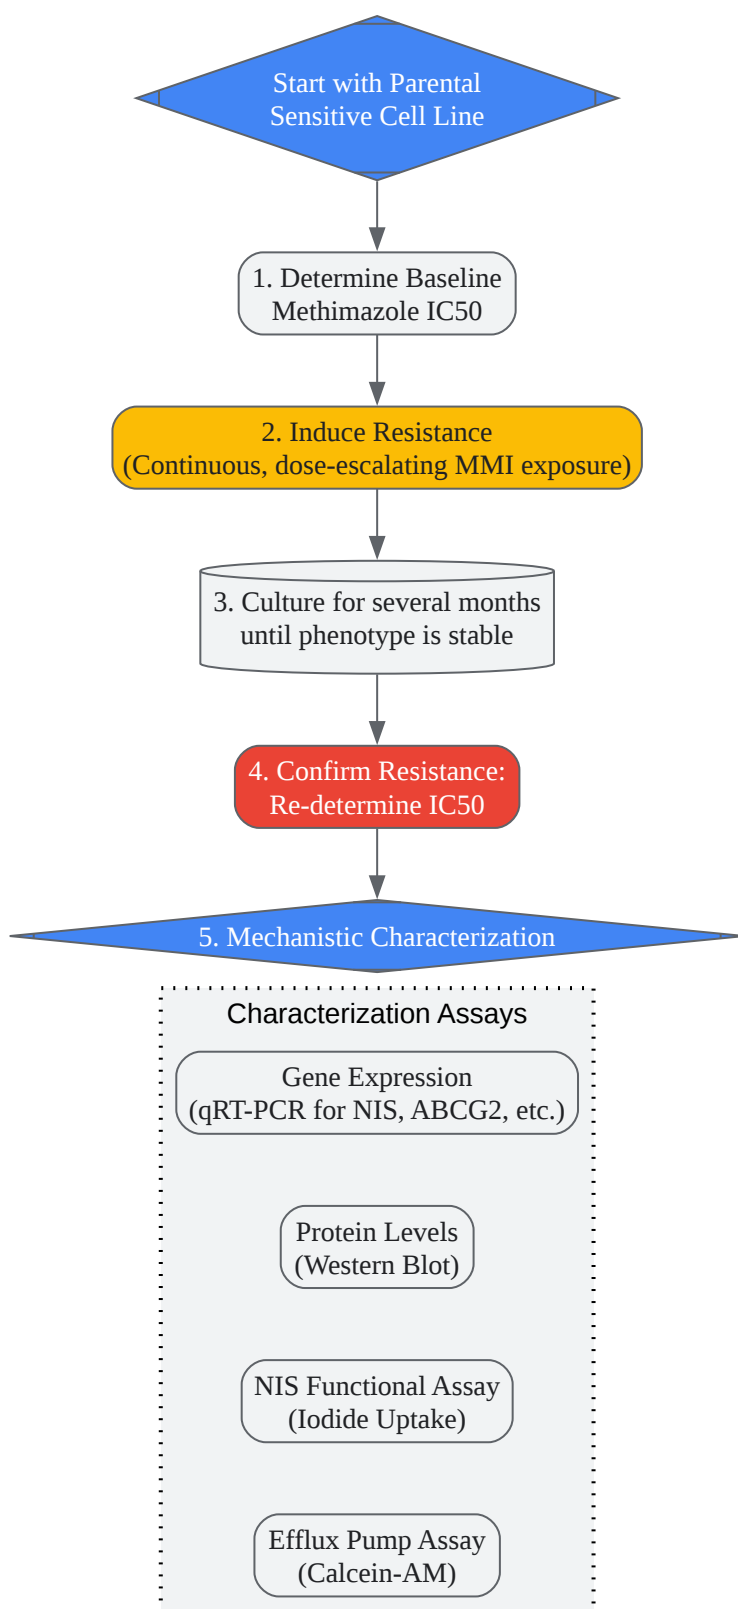 Start with Parental
Sensitive Cell Line
1. Determine Baseline
Methimazole IC50
2. Induce Resistance
(Continuous, dose-escalating MMI exposure)
3. Culture for several months
until phenotype is stable
4. Confirm Resistance:
Re-determine IC50
5. Mechanistic Characterization
Characterization Assays
Gene Expression
(qRT-PCR for NIS, ABCG2, etc.)
Protein Levels
(Western Blot)
NIS Functional Assay
(Iodide Uptake)
Efflux Pump Assay
(Calcein-AM)